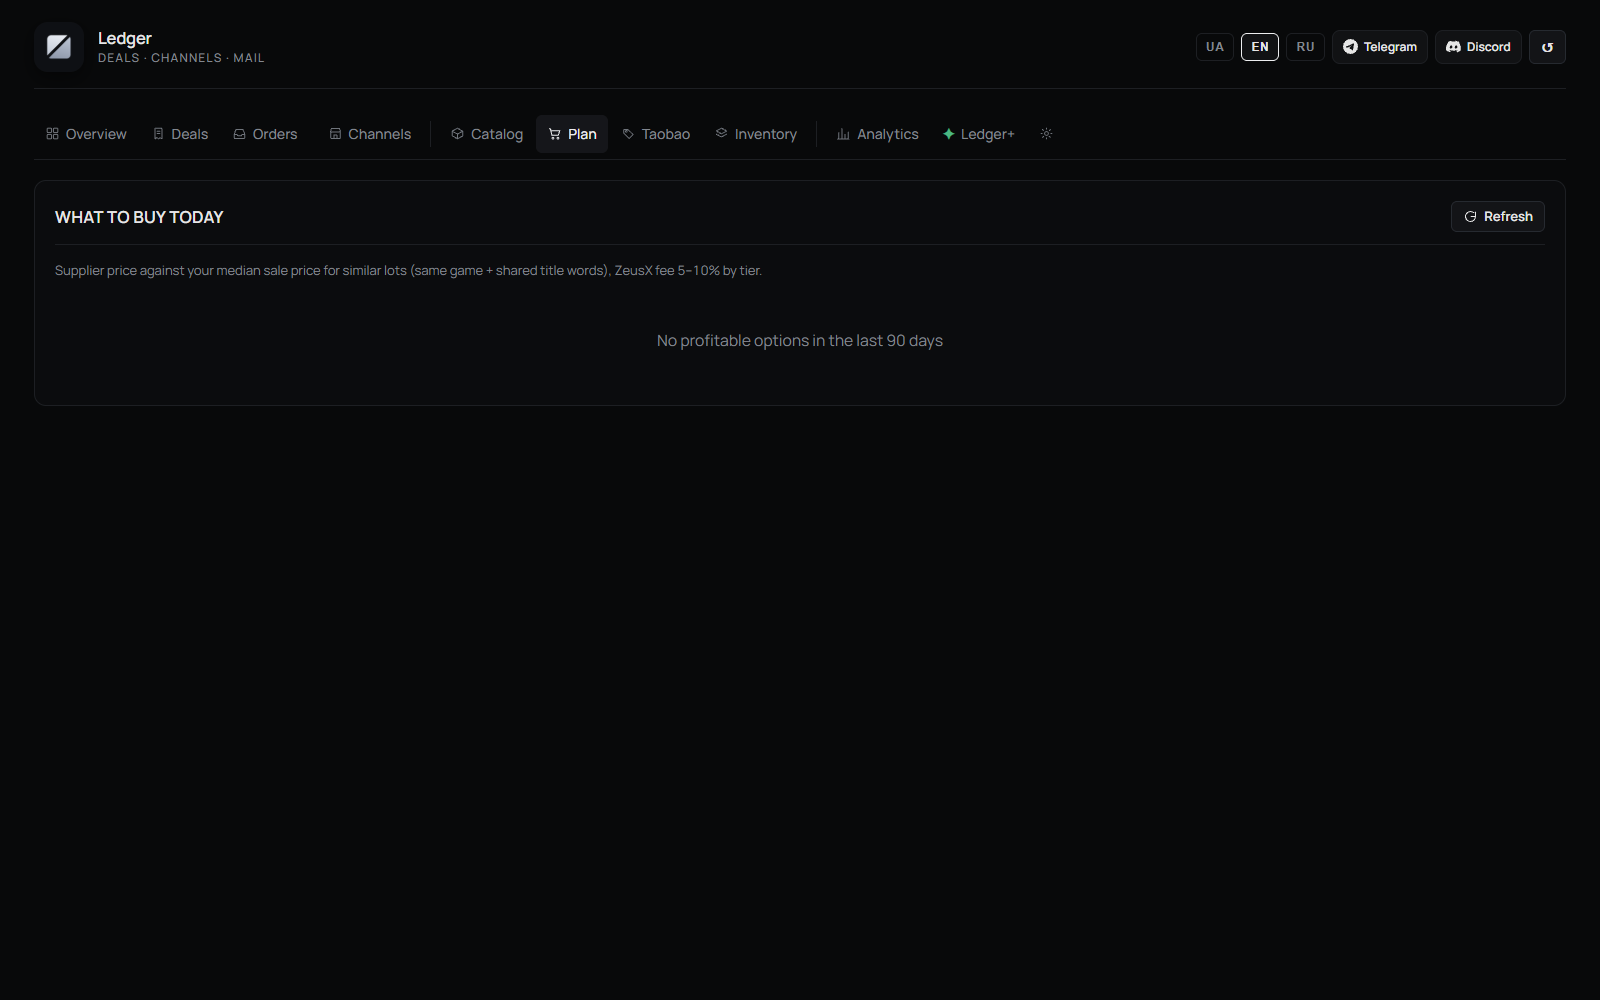 Ledger
DEALS · CHANNELS · MAIL
UA EN RU Telegram Discord
Overview Deals Orders Channels Catalog Plan Taobao Inventory Analytics Ledger+
WHAT TO BUY TODAY
Refresh
Supplier price against your median sale price for similar lots (same game + shared title words), ZeusX fee 5–10% by tier.
No profitable options in the last 90 days